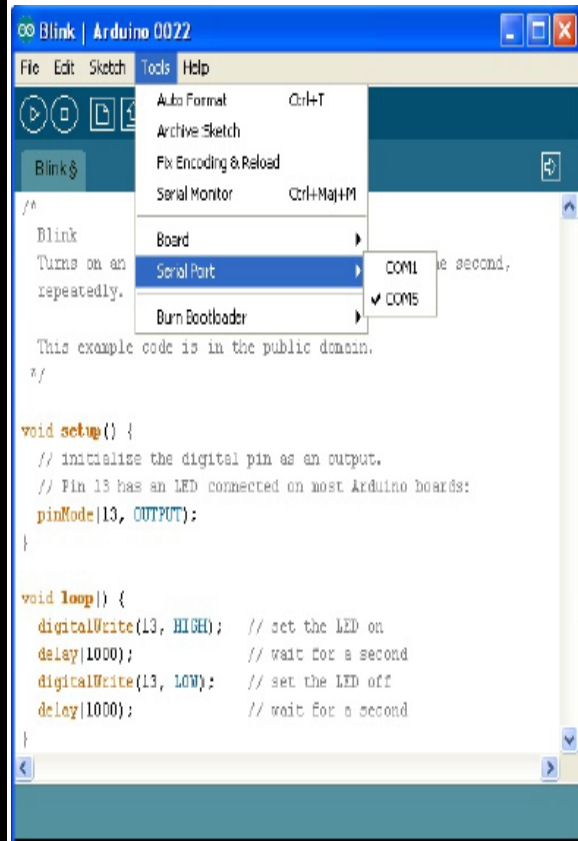 Blink | Arduino 0022
File Edit Sketch Tools Help
Auto Format Ctrl+T
Archive Sketch
Fix Encoding & Reload
Serial Monitor Ctrl+Maj+M
Board
Serial Port
COM1
COM5
Burn Bootloader
Blink§
/*
Blink
Turns on an e second,
repeatedly.
This example code is in the public domain.
*/
void setup() {
// initialize the digital pin as an output.
// Pin 13 has an LED connected on most Arduino boards:
pinMode(13, OUTPUT);
}
void loop() {
digitalWrite(13, HIGH); // set the LED on
delay(1000); // wait for a second
digitalWrite(13, LOW); // set the LED off
delay(1000); // wait for a second
}